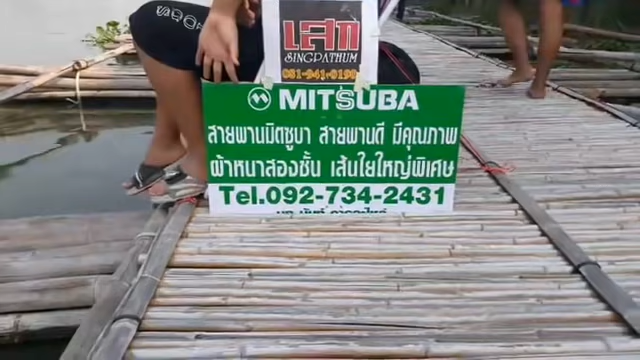 เสก
SINGPATHUM
081-941-9196
MITSUBA
สายพานมิตซูบา สายพานดี มีคุณภาพ
ผ้าหนาสองชั้น เส้นใยใหญ่พิเศษ
Tel.092-734-2431